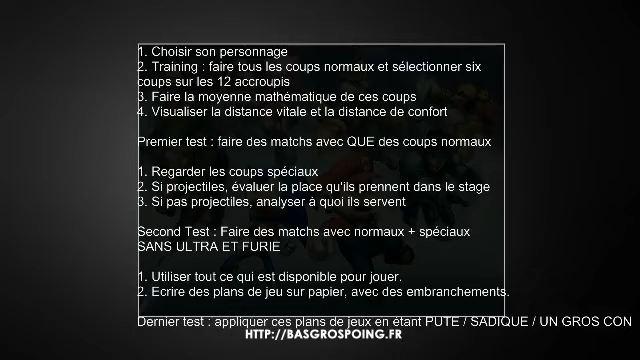 1. Choisir son personnage
2. Training : faire tous les coups normaux et sélectionner six
coups sur les 12 accroupis
3. Faire la moyenne mathématique de ces coups
4. Visualiser la distance vitale et la distance de confort
Premier test : faire des matchs avec QUE des coups normaux
1. Regarder les coups spéciaux
2. Si projectiles, évaluer la place qu'ils prennent dans le stage
3. Si pas projectiles, analyser à quoi ils servent
Second Test : Faire des matchs avec normaux + spéciaux
SANS ULTRA ET FURIE
1. Utiliser tout ce qui est disponible pour jouer.
2. Ecrire des plans de jeu sur papier, avec des embranchements.
Dernier test : appliquer ces plans de jeux en étant PUTE / SADIQUE / UN GROS CON
HTTP://BASGROSPOING.FR